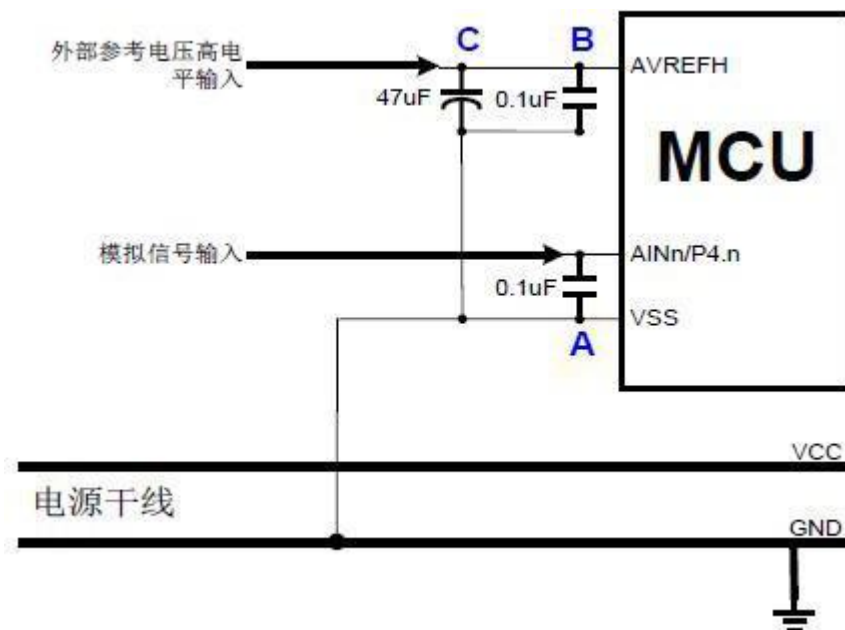 外部参考电压高电
平输入
C
B
AVREFH
47uF
0.1uF
MCU
模拟信号输入
AINn/P4.n
0.1uF
VSS
A
VCC
电源干线
GND